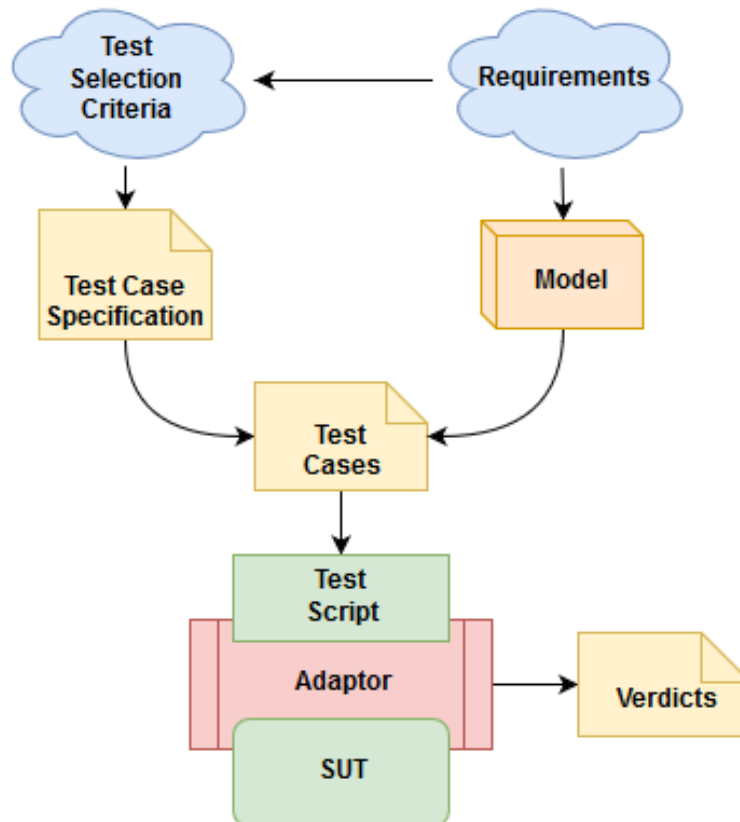 Test
Selection
Criteria
Requirements
Test Case
Specification
Model
Test
Cases
Test
Script
Adaptor
Verdicts
SUT